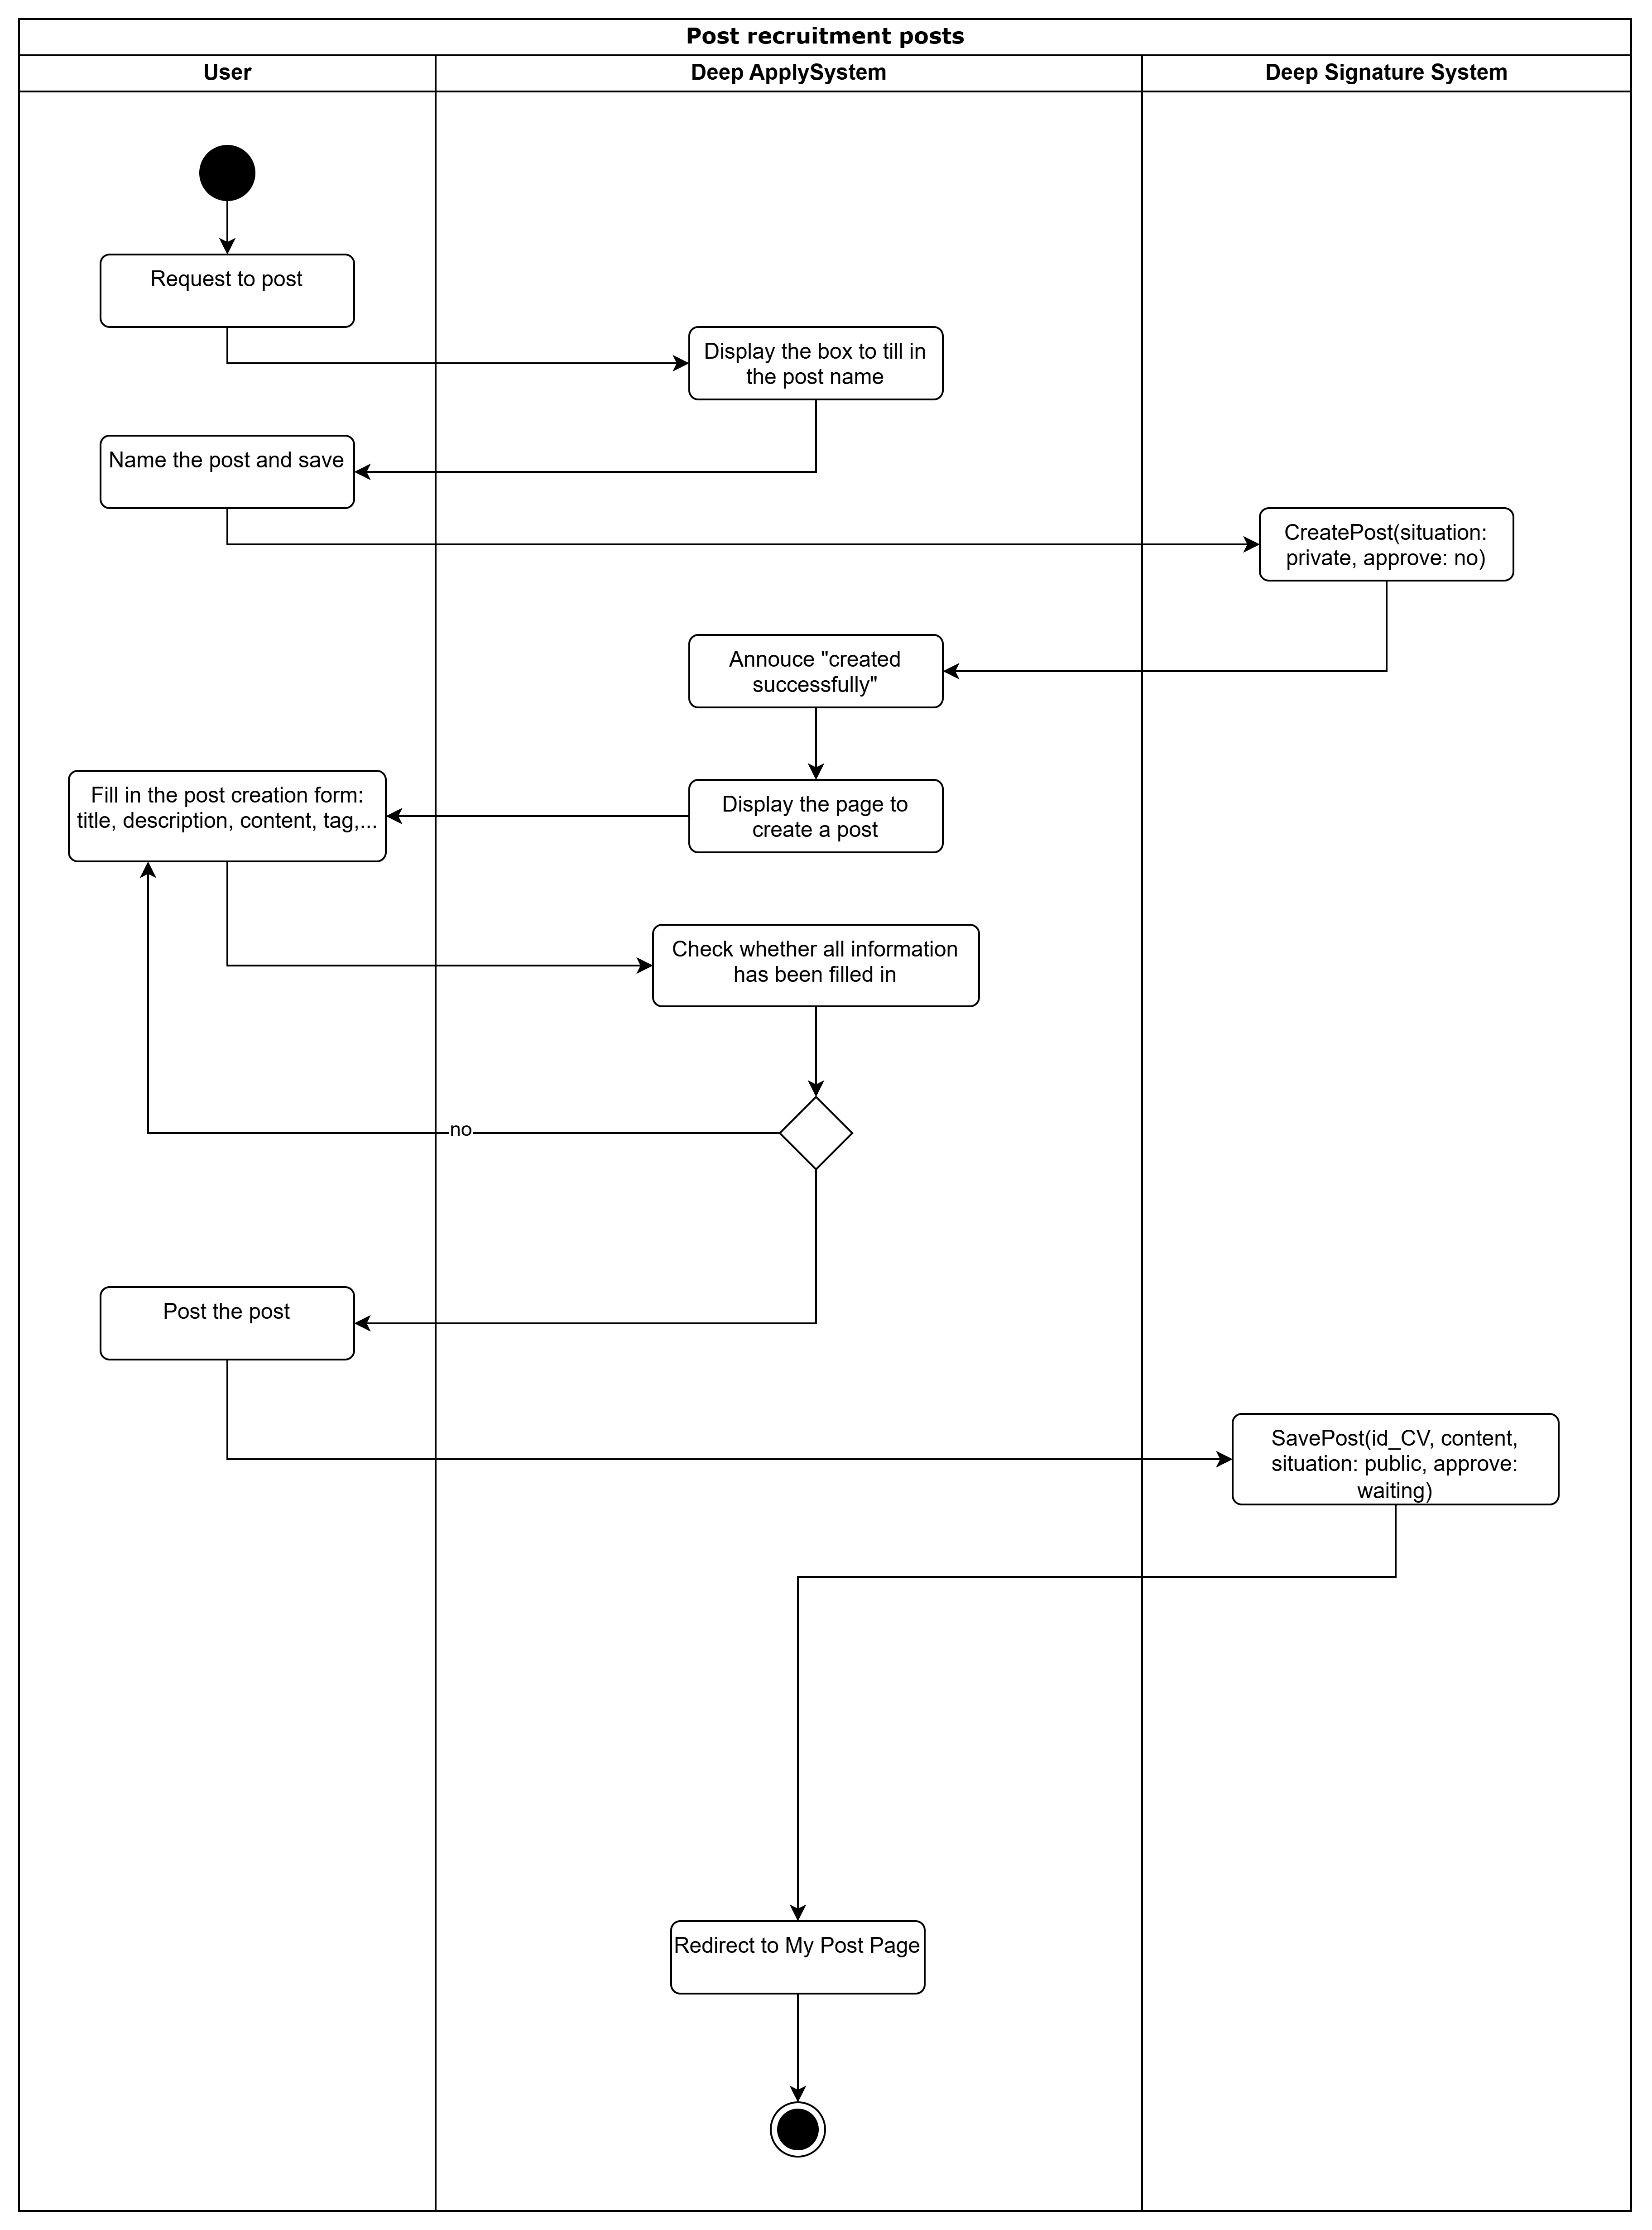 Post recruitment posts
User
Deep ApplySystem
Deep Signature System
Request to post
Display the box to till in
the post name
Name the post and save
CreatePost(situation:
private, approve: no)
Annouce "created
successfully"
Display the page to
create a post
Fill in the post creation form:
title, description, content, tag,...
Check whether all information
has been filled in
no
Post the post
SavePost(id_CV, content,
situation: public, approve:
waiting)
Redirect to My Post Page